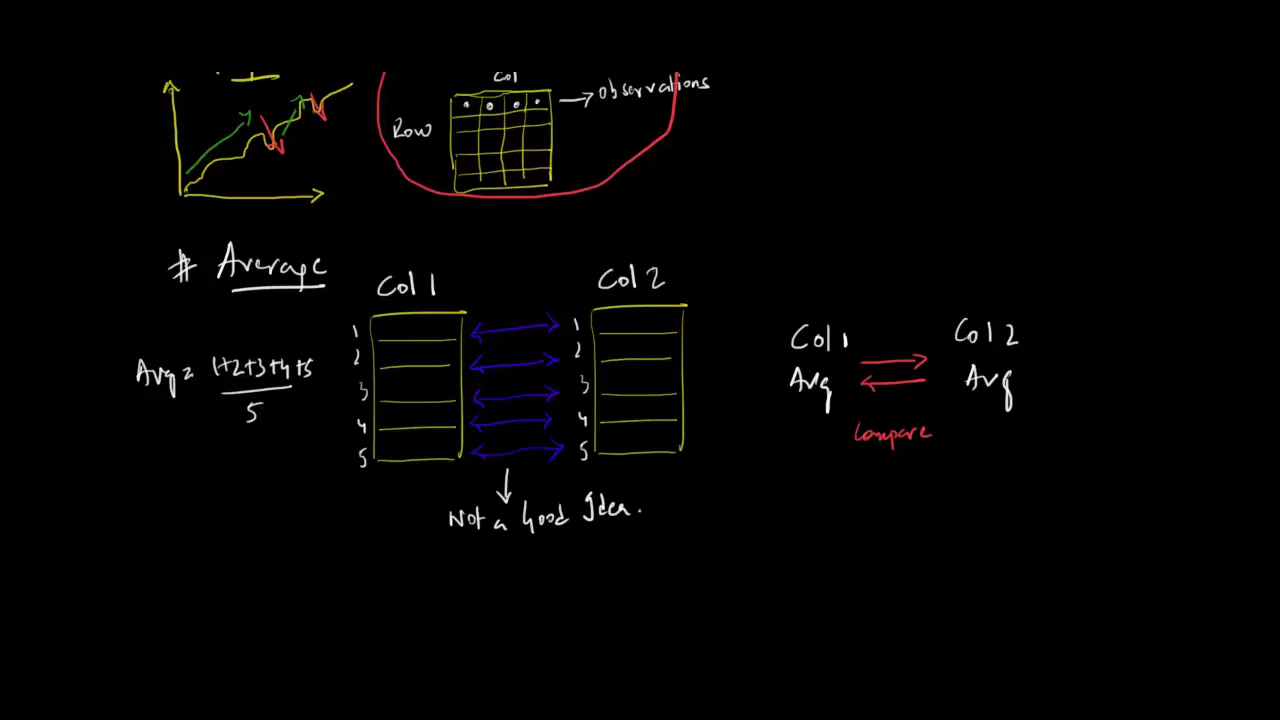 Col
observations
Row
# Average
Col 1
Col 2
1
2
3
4
5
1
2
3
4
5
Avg = 1+2+3+4+5
5
Not a Good Idea.
Col 1
Col 2
Avg
Avg
Compare